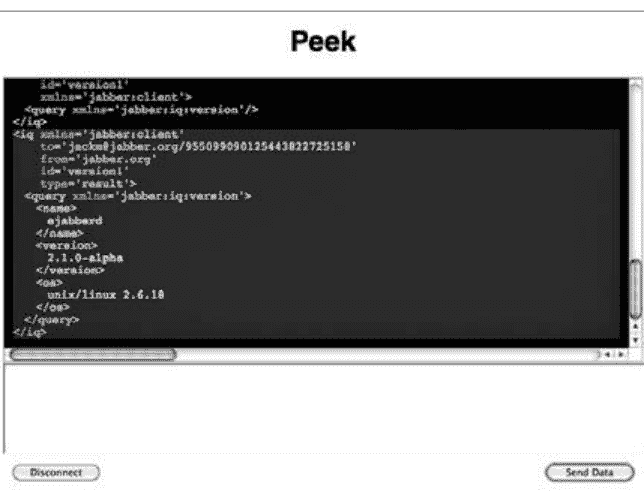 Peek
id='version1'
xmlns='jabber:client'>
<query xmlns='jabber:iq:version'/>
</iq>
<iq xmlns='jabber:client'
to='jackm@jabber.org/955099090125443822725158'
from='jabber.org'
id='version1'
type='result'>
<query xmlns='jabber:iq:version'>
<name>
ejabberd
</name>
<version>
2.1.0-alpha
</version>
<os>
unix/linux 2.6.18
</os>
</query>
</iq>
Disconnect
Send Data